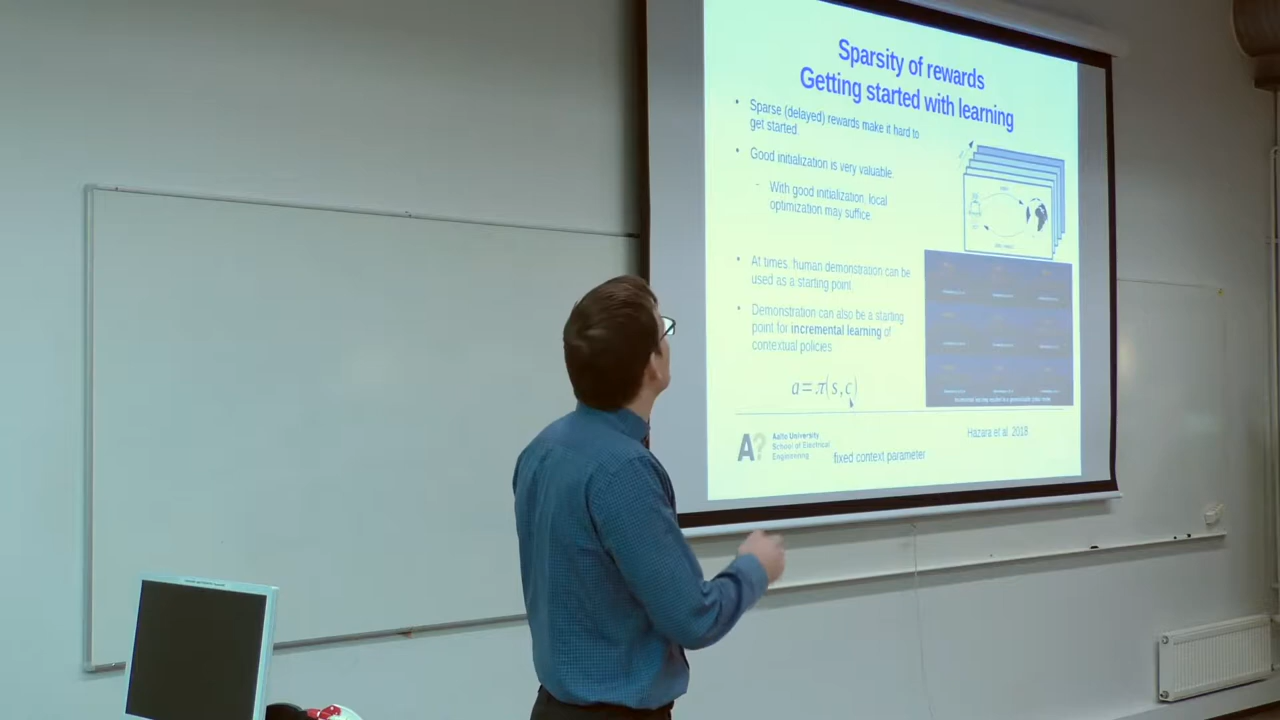 Sparsity of rewards
Getting started with learning
• Sparse (delayed) rewards make it hard to
get started.
• Good initialization is very valuable.
- With good initialization, local
optimization may suffice.
• At times human demonstration can be
used as a starting point.
• Demonstration can also be a starting
point for incremental learning of
contextual policies
a=π(s,c)
Hazara et al. 2018
A? Aalto University
School of Electrical
Engineering
fixed context parameter